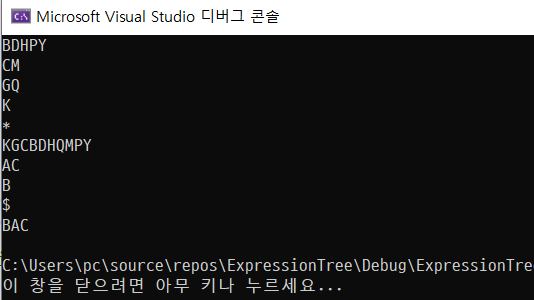 Microsoft Visual Studio 디버그 콘솔
BDHPY
CM
GQ
K
*
KGCBDHQMPY
AC
B
$
BAC
C:\Users\pc\source\repos\ExpressionTree\Debug\ExpressionTre
이 창을 닫으려면 아무 키나 누르세요...